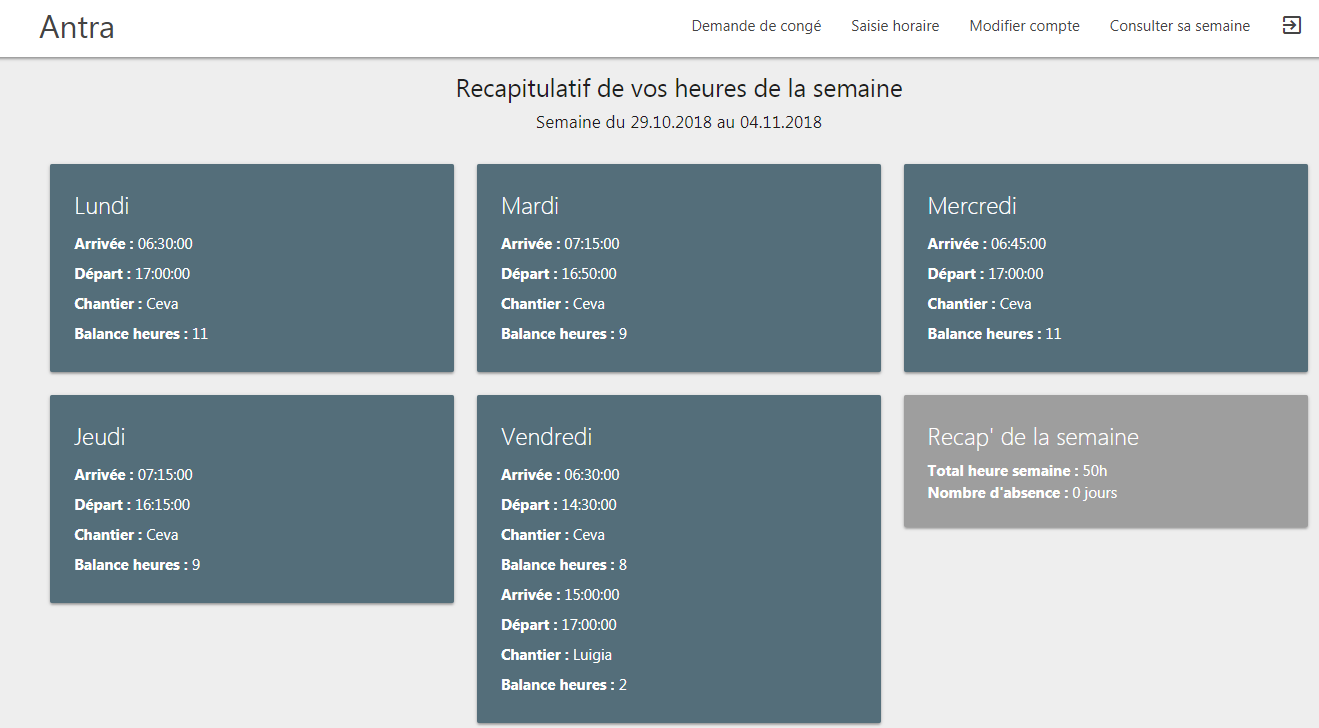 Antra
Demande de congé
Saisie horaire
Modifier compte
Consulter sa semaine
Recapitulatif de vos heures de la semaine
Semaine du 29.10.2018 au 04.11.2018
Lundi
Arrivée : 06:30:00
Départ : 17:00:00
Chantier : Ceva
Balance heures : 11
Mardi
Arrivée : 07:15:00
Départ : 16:50:00
Chantier : Ceva
Balance heures : 9
Mercredi
Arrivée : 06:45:00
Départ : 17:00:00
Chantier : Ceva
Balance heures : 11
Jeudi
Arrivée : 07:15:00
Départ : 16:15:00
Chantier : Ceva
Balance heures : 9
Vendredi
Arrivée : 06:30:00
Départ : 14:30:00
Chantier : Ceva
Balance heures : 8
Arrivée : 15:00:00
Départ : 17:00:00
Chantier : Luigia
Balance heures : 2
Recap' de la semaine
Total heure semaine : 50h
Nombre d'absence : 0 jours